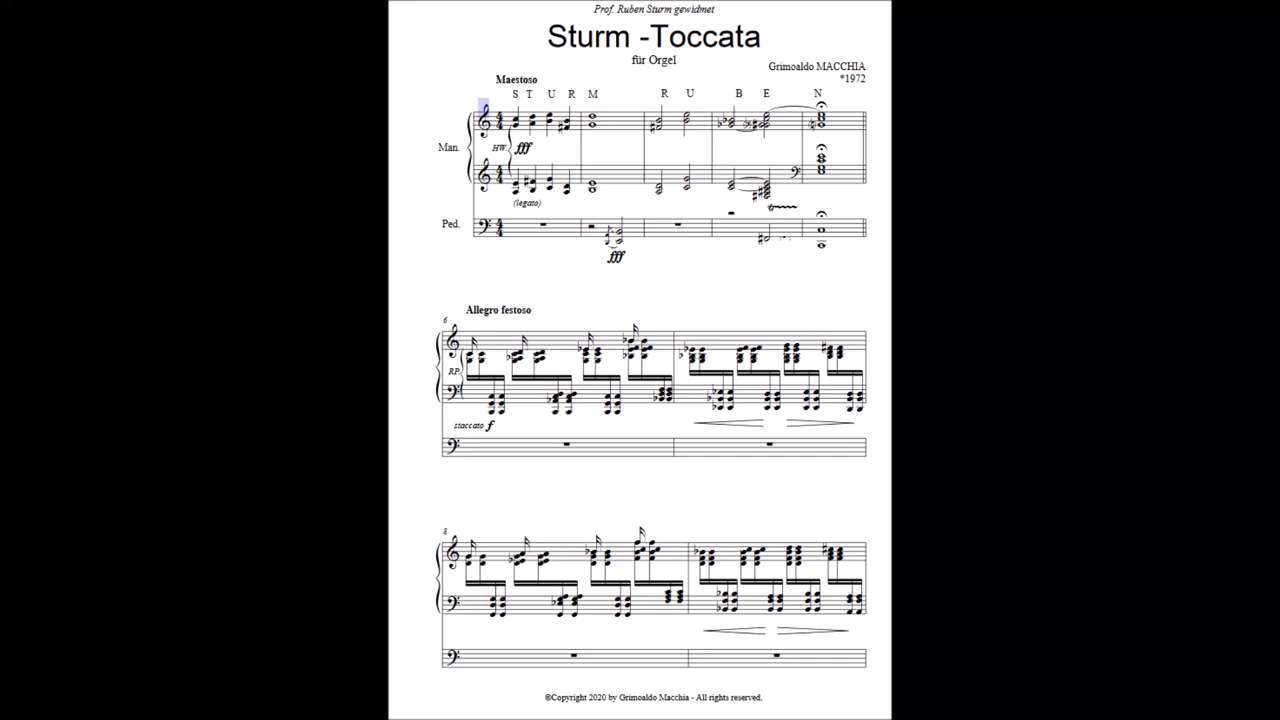 Prof. Ruben Sturm gewidmet
Sturm -Toccata
für Orgel
Grimoaldo MACCHIA
*1972
Maestoso
S T U R M R U B E N
Man.
HW.
fff
(legato)
Ped.
fff
Allegro festoso
6
RP.
staccato f
8
©Copyright 2020 by Grimoaldo Macchia - All rights reserved.